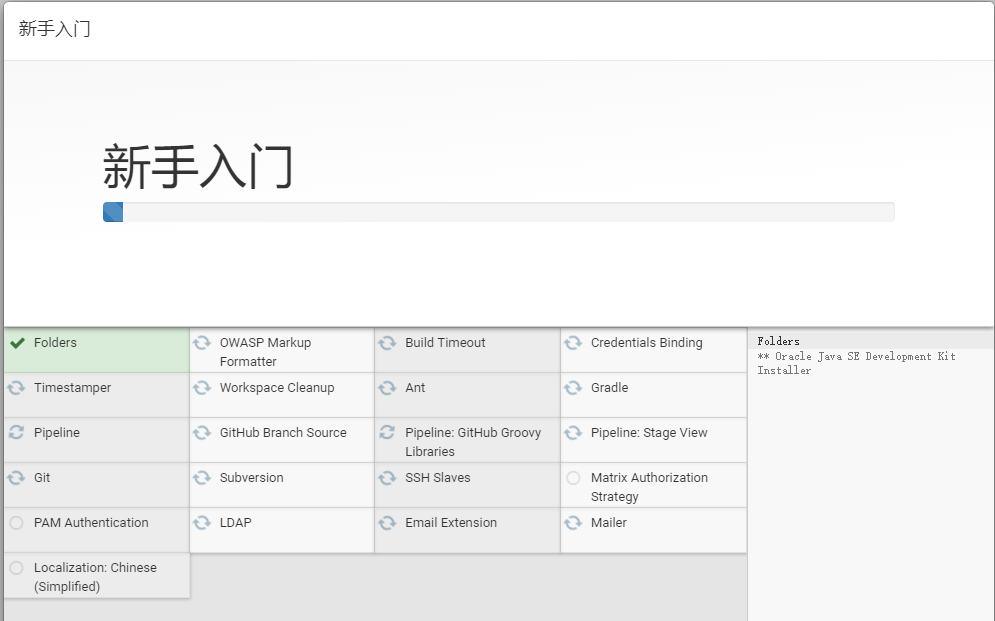 新手入门
新手入门
Folders
OWASP Markup
Formatter
Build Timeout
Credentials Binding
Timestamper
Workspace Cleanup
Ant
Gradle
Pipeline
GitHub Branch Source
Pipeline: GitHub Groovy
Libraries
Pipeline: Stage View
Git
Subversion
SSH Slaves
Matrix Authorization
Strategy
PAM Authentication
LDAP
Email Extension
Mailer
Localization: Chinese
(Simplified)
Folders
** Oracle Java SE Development Kit
Installer